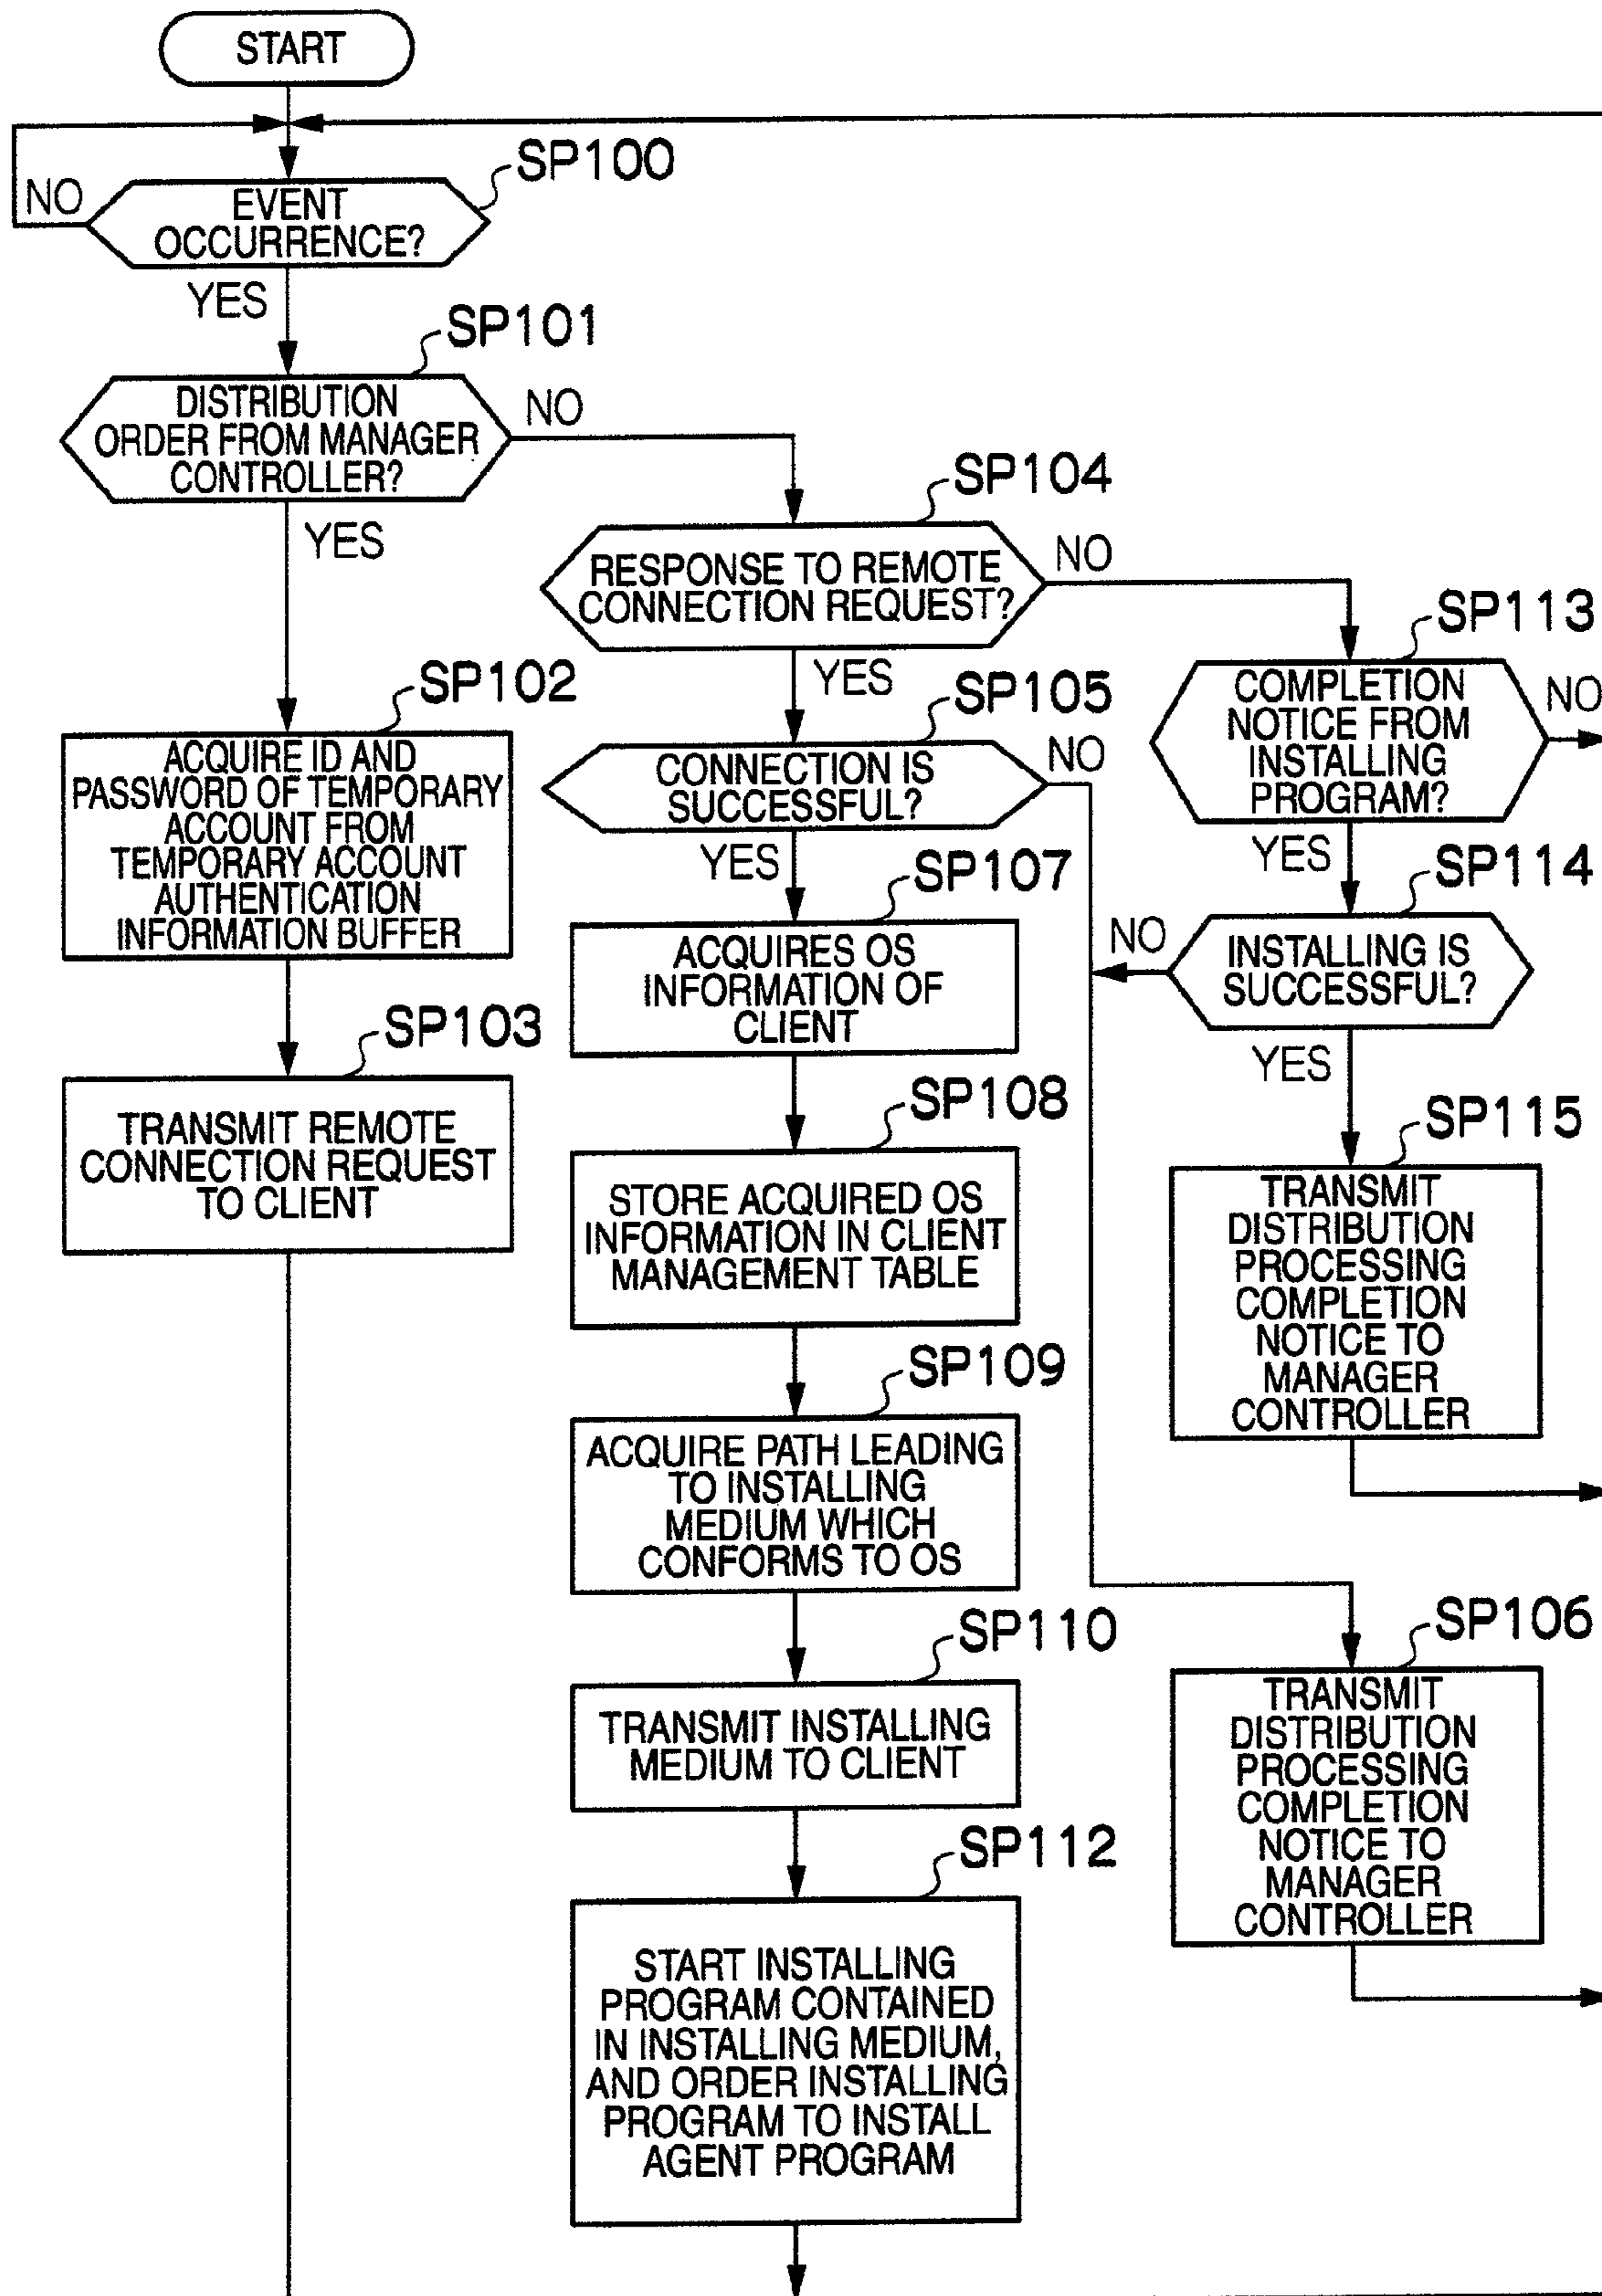 START
SP100
NO
EVENT
OCCURRENCE?
YES
SP101
DISTRIBUTION
ORDER FROM MANAGER
CONTROLLER?
NO
YES
SP104
RESPONSE TO REMOTE
CONNECTION REQUEST?
NO
YES
SP113
COMPLETION
NOTICE FROM
INSTALLING
PROGRAM?
NO
YES
SP102
ACQUIRE ID AND
PASSWORD OF TEMPORARY
ACCOUNT FROM
TEMPORARY ACCOUNT
AUTHENTICATION
INFORMATION BUFFER
SP105
CONNECTION IS
SUCCESSFUL?
NO
YES
SP114
INSTALLING IS
SUCCESSFUL?
NO
YES
SP107
ACQUIRES OS
INFORMATION OF
CLIENT
SP103
TRANSMIT REMOTE
CONNECTION REQUEST
TO CLIENT
SP108
STORE ACQUIRED OS
INFORMATION IN CLIENT
MANAGEMENT TABLE
SP115
TRANSMIT
DISTRIBUTION
PROCESSING
COMPLETION
NOTICE TO
MANAGER
CONTROLLER
SP109
ACQUIRE PATH LEADING
TO INSTALLING
MEDIUM WHICH
CONFORMS TO OS
SP110
TRANSMIT INSTALLING
MEDIUM TO CLIENT
SP106
TRANSMIT
DISTRIBUTION
PROCESSING
COMPLETION
NOTICE TO
MANAGER
CONTROLLER
SP112
START INSTALLING
PROGRAM CONTAINED
IN INSTALLING MEDIUM,
AND ORDER INSTALLING
PROGRAM TO INSTALL
AGENT PROGRAM